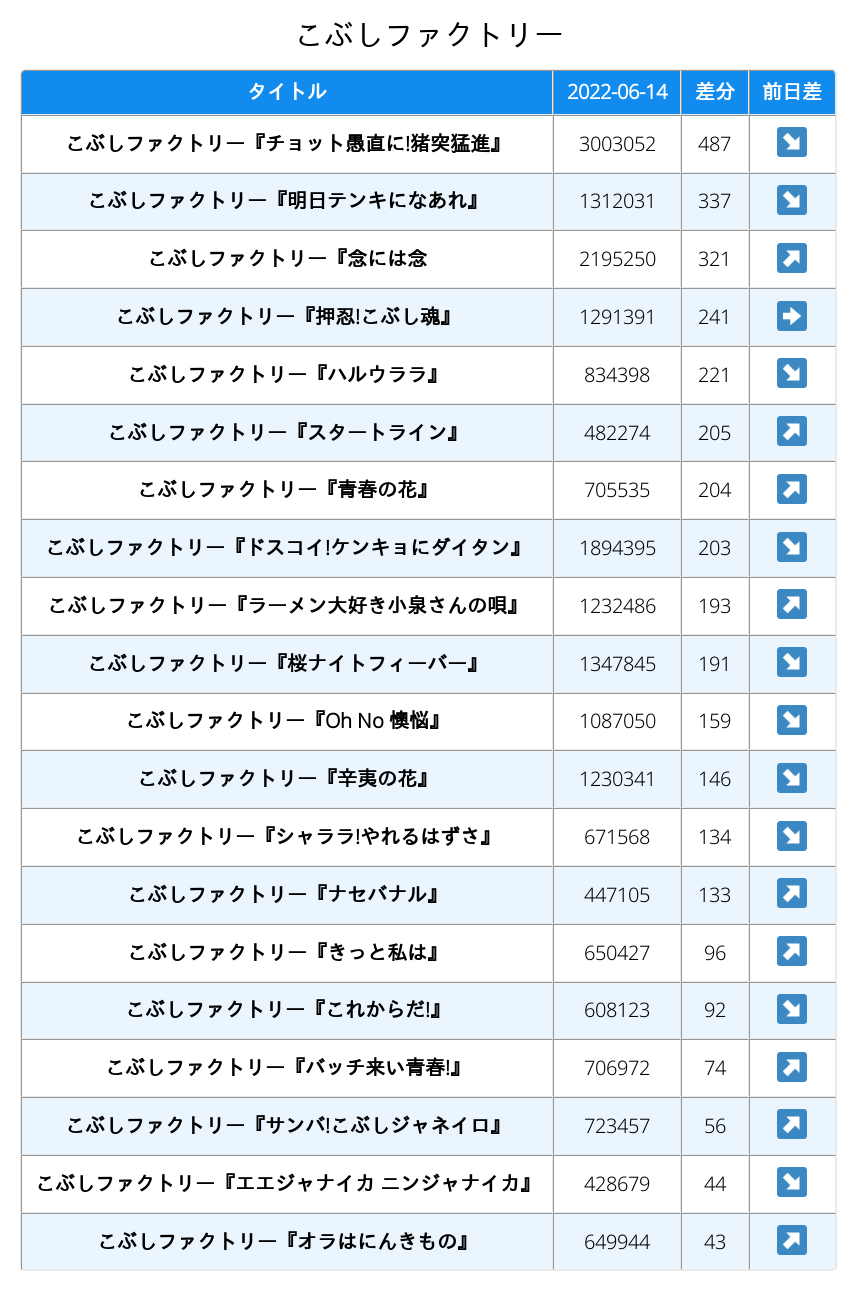 こぶしファクトリー
タイトル 2022-06-14 差分 前日差
こぶしファクトリー『チョット愚直に!猪突猛進』 3003052 487 ↘
こぶしファクトリー『明日テンキになあれ』 1312031 337 ↘
こぶしファクトリー『念には念 2195250 321 ↗
こぶしファクトリー『押忍!こぶし魂』 1291391 241 ➡
こぶしファクトリー『ハルウララ』 834398 221 ↘
こぶしファクトリー『スタートライン』 482274 205 ↗
こぶしファクトリー『青春の花』 705535 204 ↗
こぶしファクトリー『ドスコイ!ケンキョにダイタン』 1894395 203 ↘
こぶしファクトリー『ラーメン大好き小泉さんの唄』 1232486 193 ↗
こぶしファクトリー『桜ナイトフィーバー』 1347845 191 ↘
こぶしファクトリー『Oh No 懊悩』 1087050 159 ↘
こぶしファクトリー『辛夷の花』 1230341 146 ↘
こぶしファクトリー『シャララ!やれるはずさ』 671568 134 ↘
こぶしファクトリー『ナセバナル』 447105 133 ↗
こぶしファクトリー『きっと私は』 650427 96 ↗
こぶしファクトリー『これからだ!』 608123 92 ↘
こぶしファクトリー『バッチ来い青春!』 706972 74 ↗
こぶしファクトリー『サンバ!こぶしジャネイロ』 723457 56 ↗
こぶしファクトリー『エエジャナイカ ニンジャナイカ』 428679 44 ↘
こぶしファクトリー『オラはにんきもの』 649944 43 ↗